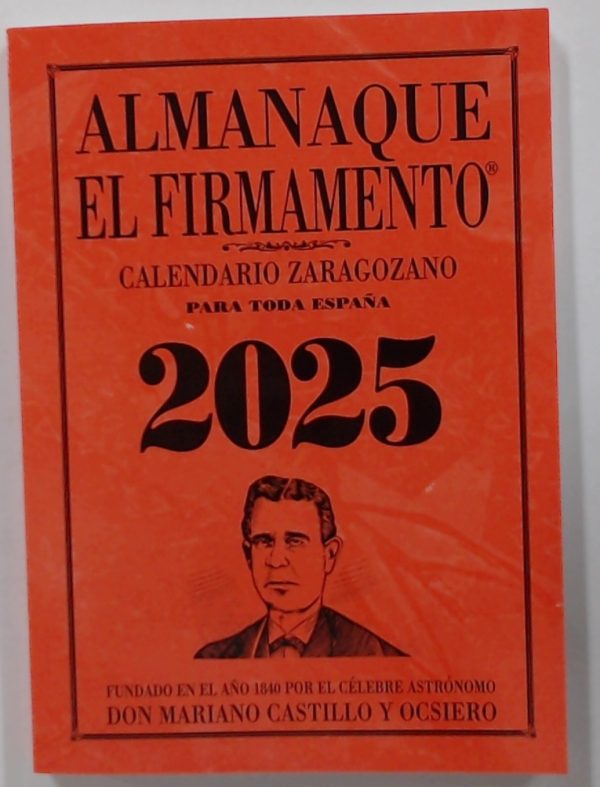 ALMANAQUE
EL FIRMAMENTO®
CALENDARIO ZARAGOZANO
PARA TODA ESPAÑA
2025
FUNDADO EN EL AÑO 1840 POR EL CÉLEBRE ASTRÓNOMO
DON MARIANO CASTILLO Y OCSIERO